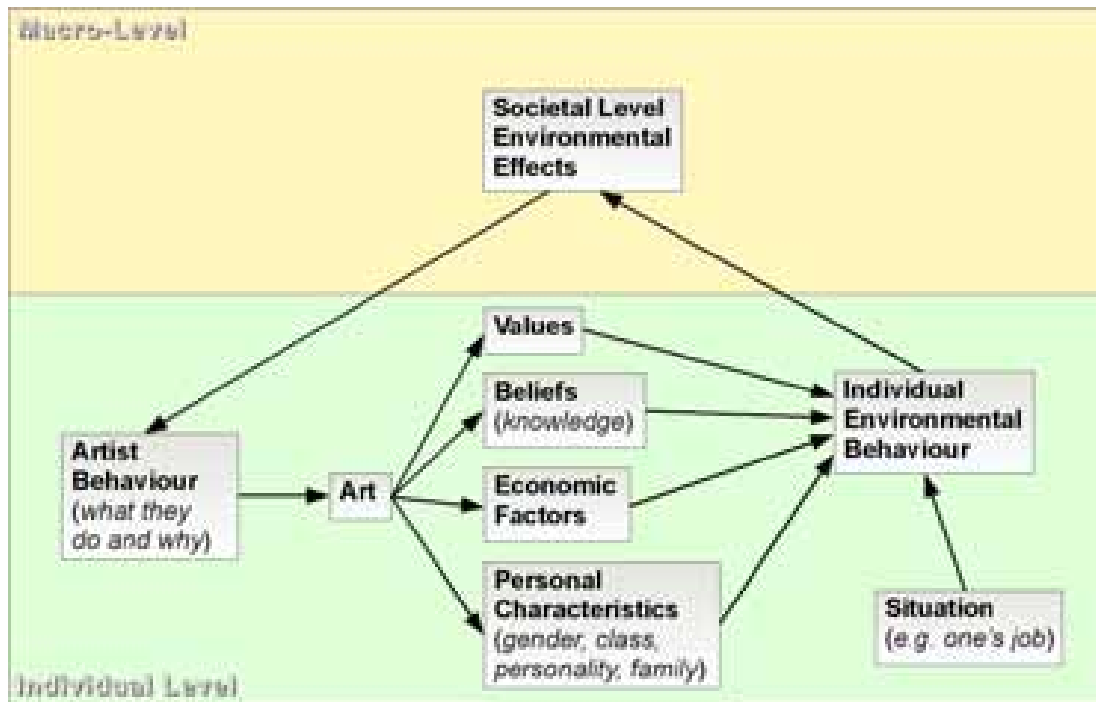 Macro-Level
Societal Level
Environmental
Effects
Values
Beliefs
(knowledge)
Individual
Environmental
Behaviour
Artist
Behaviour
(what they
do and why)
Art
Economic
Factors
Personal
Characteristics
(gender, class,
personality, family)
Situation
(e.g. one's job)
Individual Level